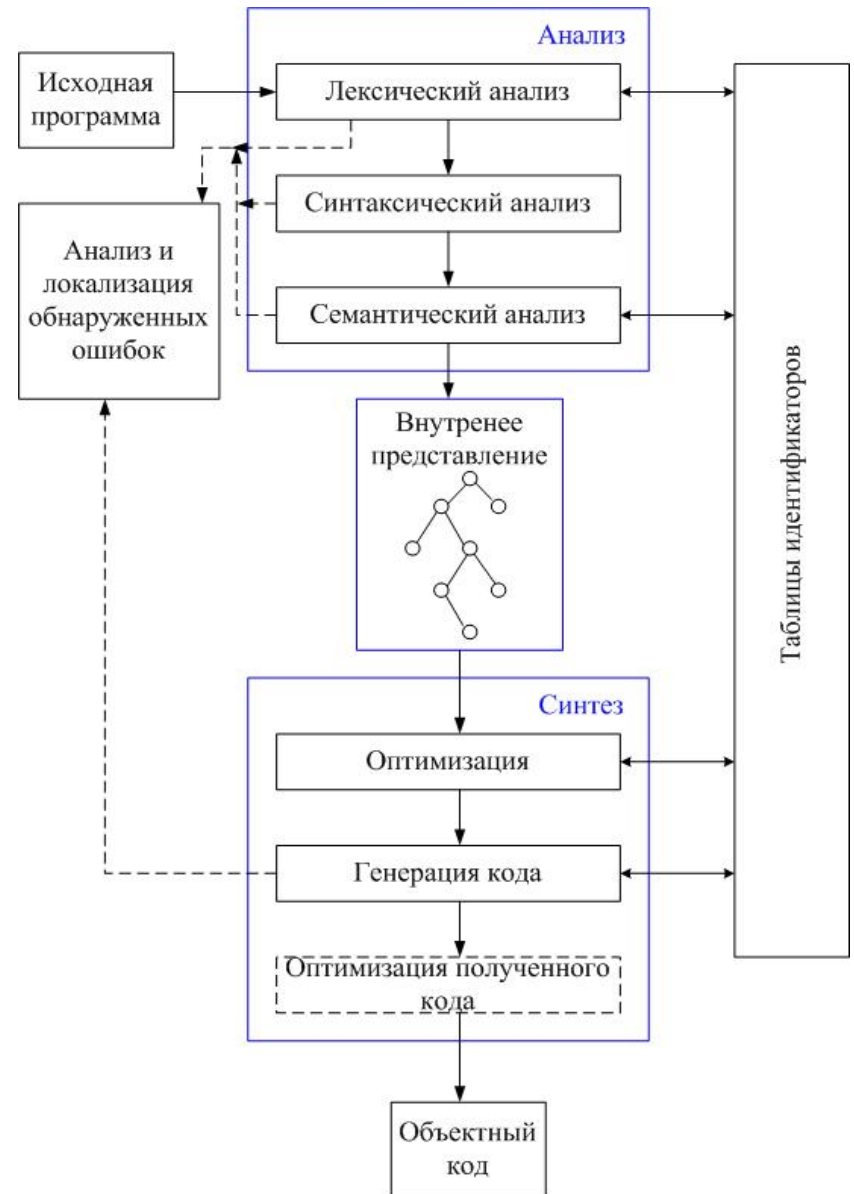 Анализ
Исходная
программа
Лексический анализ
Синтаксический анализ
Анализ и
локализация
обнаруженных
ошибок
Семантический анализ
Таблицы идентификаторов
Внутренее
представление
Синтез
Оптимизация
Генерация кода
Оптимизация полученного
кода
Объектный
код